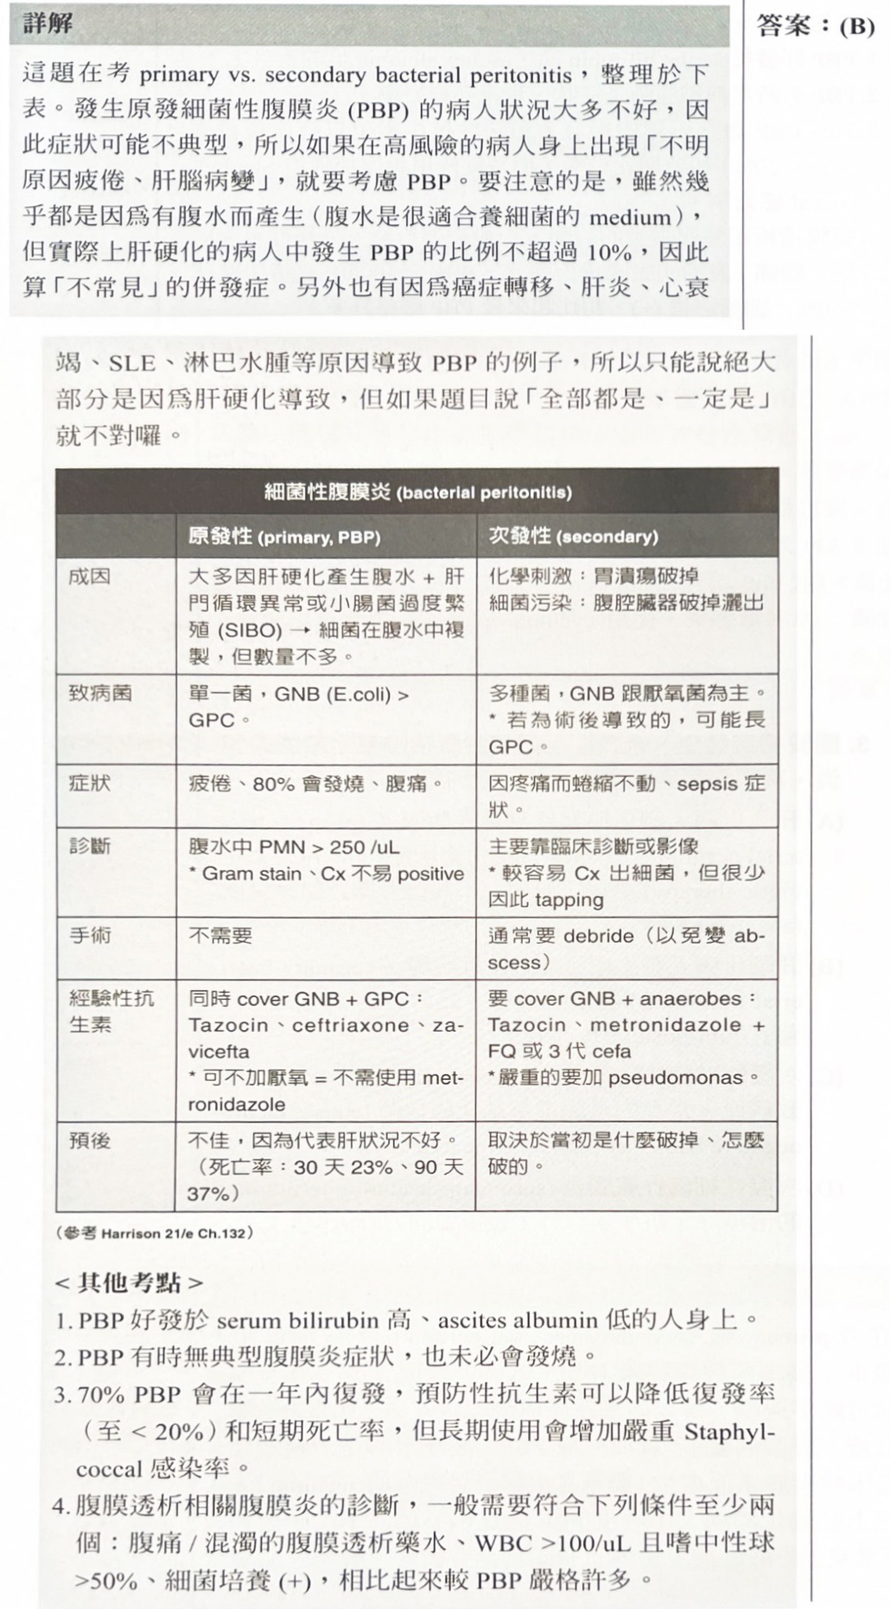 詳解
答案：(B)
這題在考 primary vs. secondary bacterial peritonitis，整理於下
表。發生原發細菌性腹膜炎 (PBP) 的病人狀況大多不好，因
此症狀可能不典型，所以如果在高風險的病人身上出現「不明
原因疲倦、肝腦病變」，就要考慮 PBP。要注意的是，雖然幾
乎都是因為有腹水而產生（腹水是很適合養細菌的 medium），
但實際上肝硬化的病人中發生 PBP 的比例不超過 10%，因此
算「不常見」的併發症。另外也有因為癌症轉移、肝炎、心衰
竭、SLE、淋巴水腫等原因導致 PBP 的例子，所以只能說絕大
部分是因為肝硬化導致，但如果題目說「全部都是、一定是」
就不對囉。
細菌性腹膜炎 (bacterial peritonitis)
原發性 (primary, PBP)
次發性 (secondary)
成因
大多因肝硬化產生腹水 + 肝
門循環異常或小腸菌過度繁
殖 (SIBO) → 細菌在腹水中複
製，但數量不多。
化學刺激：胃潰瘍破掉
細菌污染：腹腔臟器破掉灑出
致病菌
單一菌，GNB (E.coli) >
GPC。
多種菌，GNB 跟厭氧菌為主。
* 若為術後導致的，可能長
GPC。
症狀
疲倦、80% 會發燒、腹痛。
因疼痛而蜷縮不動、sepsis 症
狀。
診斷
腹水中 PMN > 250 /uL
* Gram stain、Cx 不易 positive
主要靠臨床診斷或影像
* 較容易 Cx 出細菌，但很少
因此 tapping
手術
不需要
通常要 debride（以免變 ab-
scess）
經驗性抗
生素
同時 cover GNB + GPC：
Tazocin、ceftriaxone、za-
vicefta
* 可不加厭氧 = 不需使用 met-
ronidazole
要 cover GNB + anaerobes：
Tazocin、metronidazole +
FQ 或 3 代 cefa
* 嚴重的要加 pseudomonas。
預後
不佳，因為代表肝狀況不好。
（死亡率：30 天 23%、90 天
37%）
取決於當初是什麼破掉、怎麼
破的。
（參考 Harrison 21/e Ch.132）
< 其他考點 >
1. PBP 好發於 serum bilirubin 高、ascites albumin 低的人身上。
2. PBP 有時無典型腹膜炎症狀，也未必會發燒。
3. 70% PBP 會在一年內復發，預防性抗生素可以降低復發率
（至 < 20%）和短期死亡率，但長期使用會增加嚴重 Staphyl-
coccal 感染率。
4. 腹膜透析相關腹膜炎的診斷，一般需要符合下列條件至少兩
個：腹痛 / 混濁的腹膜透析藥水、WBC >100/uL 且嗜中性球
>50%、細菌培養 (+)，相比起來較 PBP 嚴格許多。